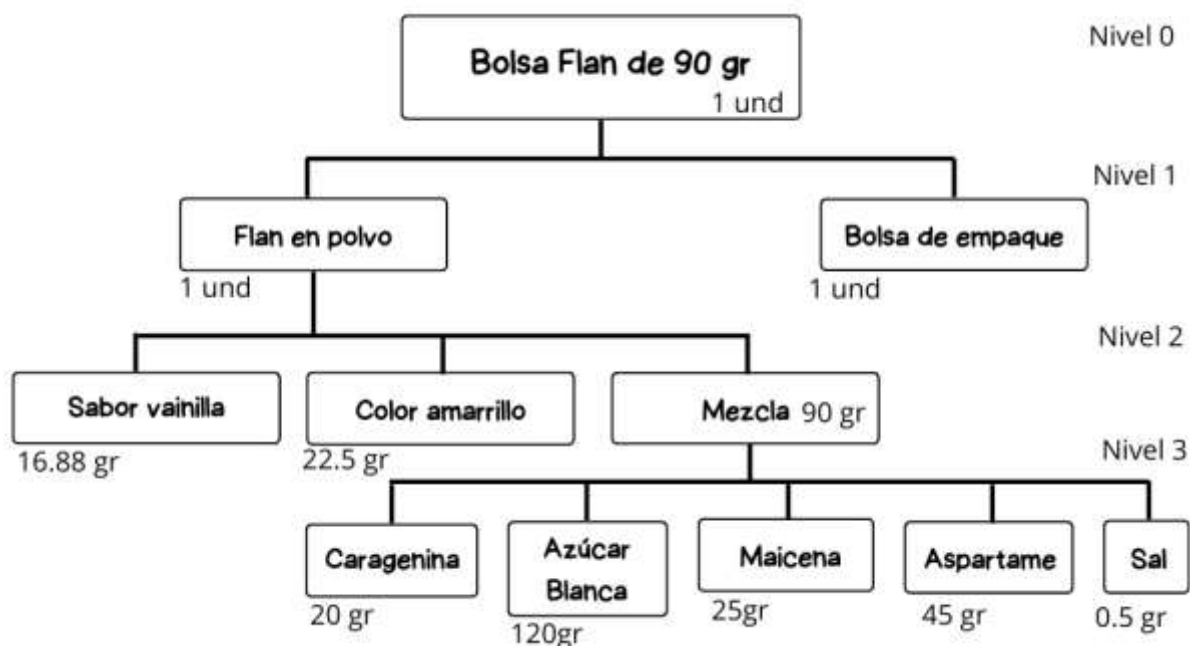 Nivel 0
Bolsa Flan de 90 gr
1 und
Nivel 1
Flan en polvo
Bolsa de empaque
1 und
1 und
Nivel 2
Sabor vainilla
Color amarrillo
Mezcla 90 gr
16.88 gr
22.5 gr
Nivel 3
Caragenina
Azúcar
Blanca
Maicena
Aspartame
Sal
20 gr
120gr
25gr
45 gr
0.5 gr